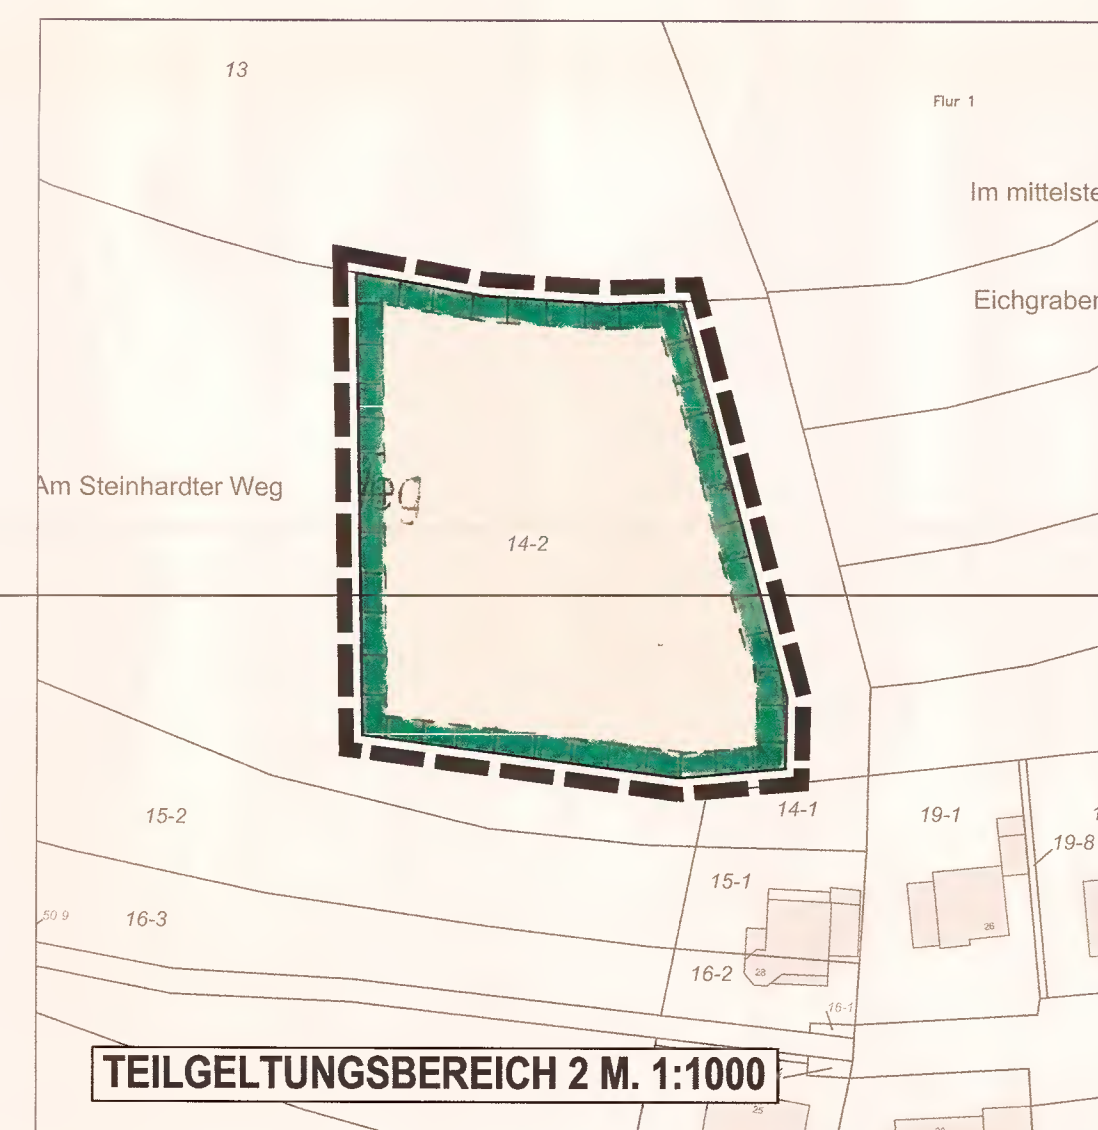 13
Flur 1
Im mittelste
Eichgraben
Am Steinhardter Weg
eg
14-2
14-1
15-2
19-1
19-8
15-1
50 9
16-3
26
16-2
28
16-1
TEILGELTUNGSBEREICH 2 M. 1:1000
25